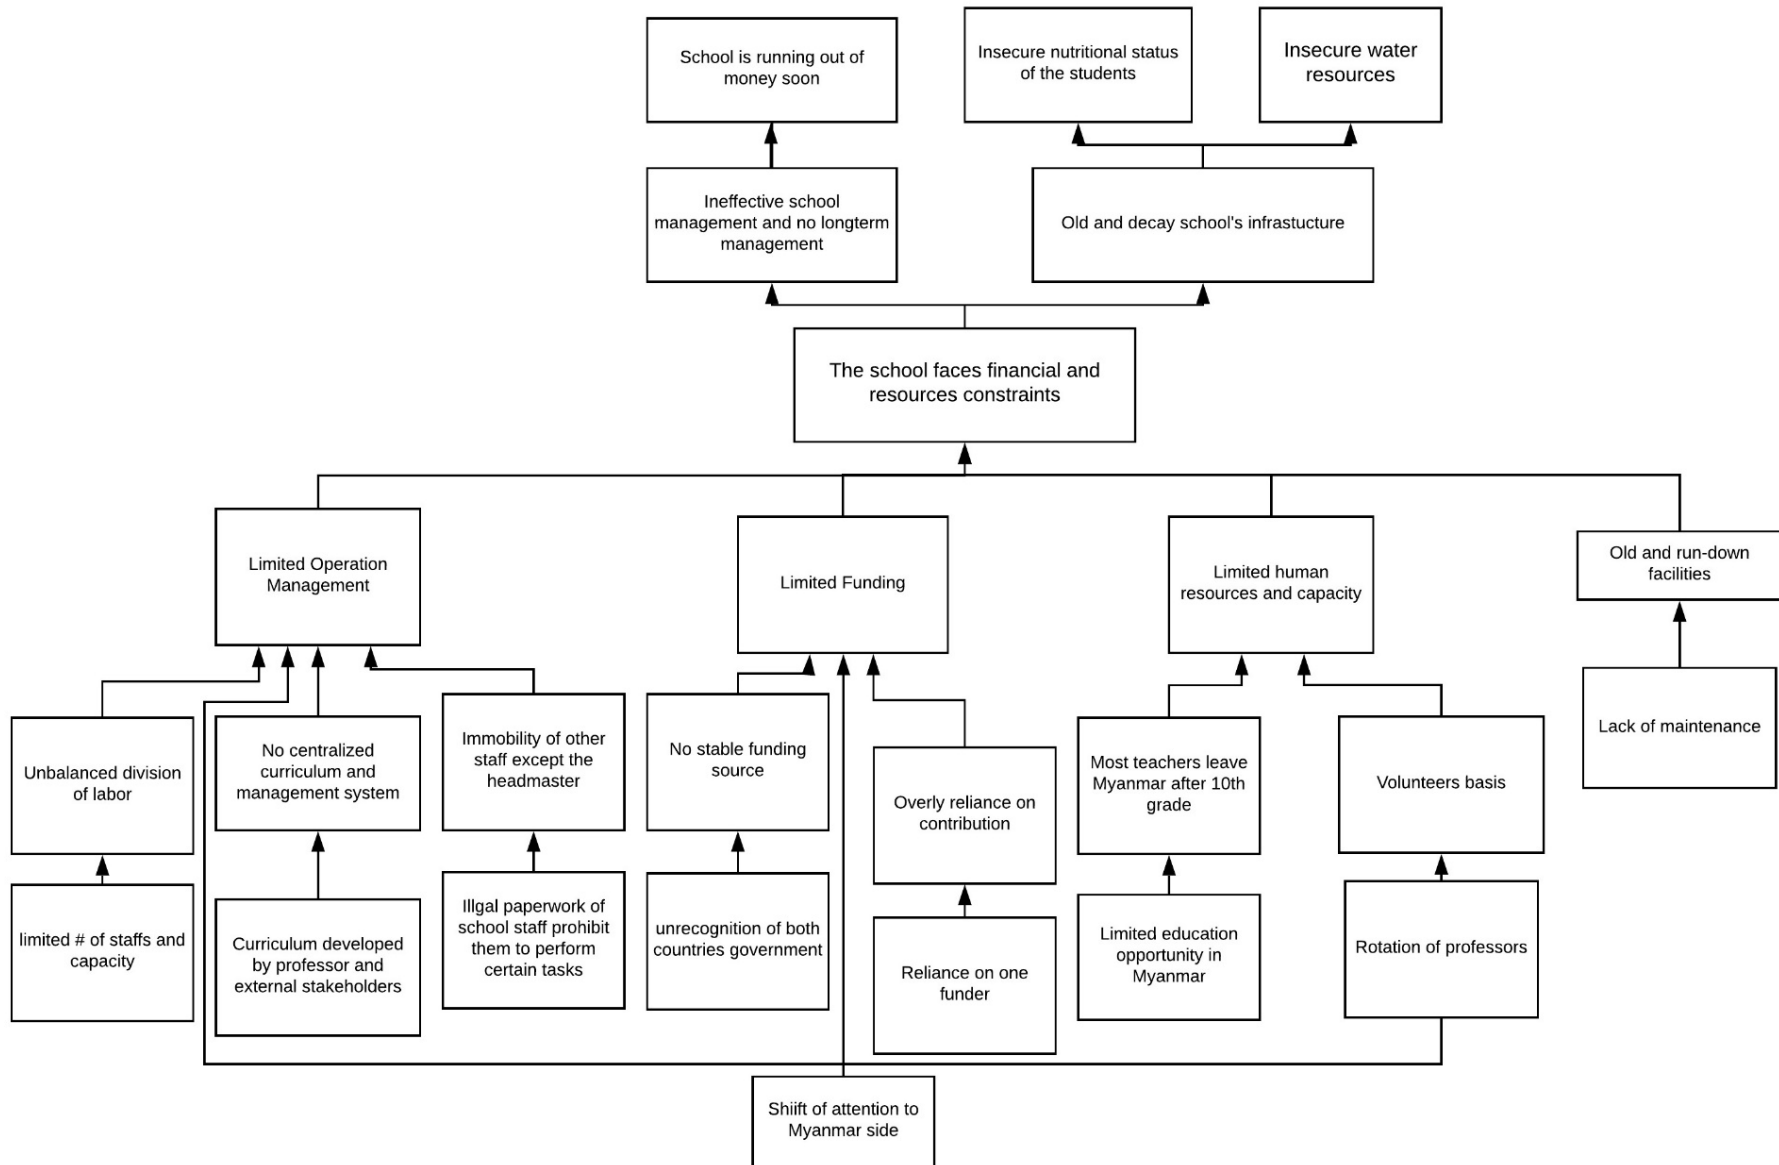 School is running out of
money soon
Insecure nutritional status
of the students
Insecure water
resources
Ineffective school
management and no longterm
management
Old and decay school's infrastucture
The school faces financial and
resources constraints
Limited Operation
Management
Limited Funding
Limited human
resources and capacity
Old and run-down
facilities
Unbalanced division
of labor
No centralized
curriculum and
management system
Immobility of other
staff except the
headmaster
No stable funding
source
Overly reliance on
contribution
Most teachers leave
Myanmar after 10th
grade
Volunteers basis
Lack of maintenance
limited # of staffs and
capacity
Curriculum developed
by professor and
external stakeholders
Illgal paperwork of
school staff prohibit
them to perform
certain tasks
unrecognition of both
countries government
Reliance on one
funder
Limited education
opportunity in
Myanmar
Rotation of professors
Shiift of attention to
Myanmar side